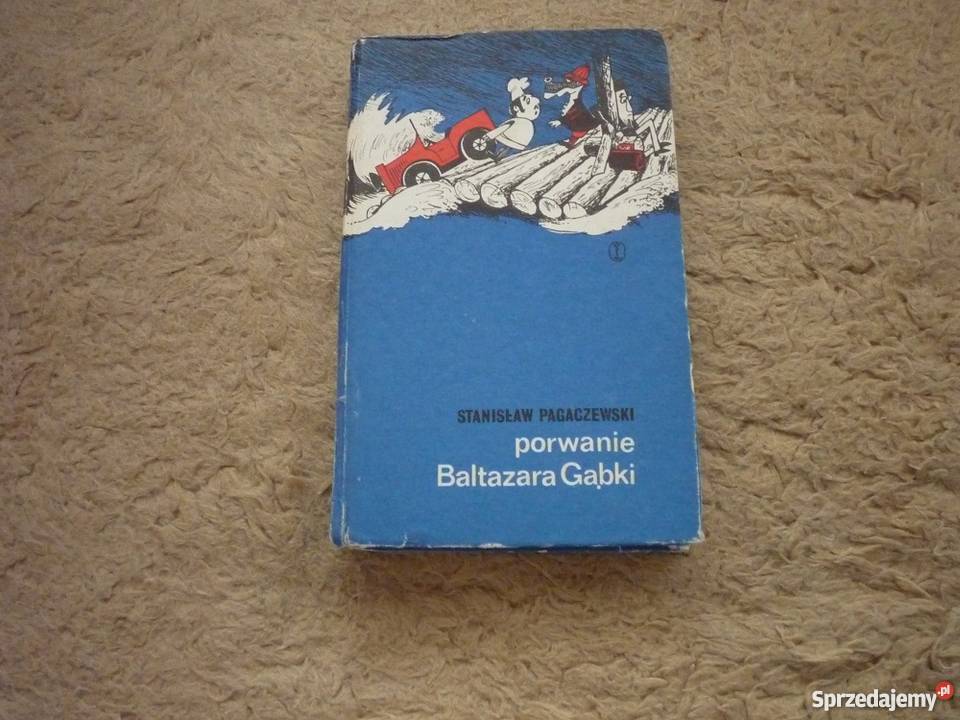 STANISŁAW PAGACZEWSKI
porwanie
Baltazara Gąbki
Sprzedajemy.pl